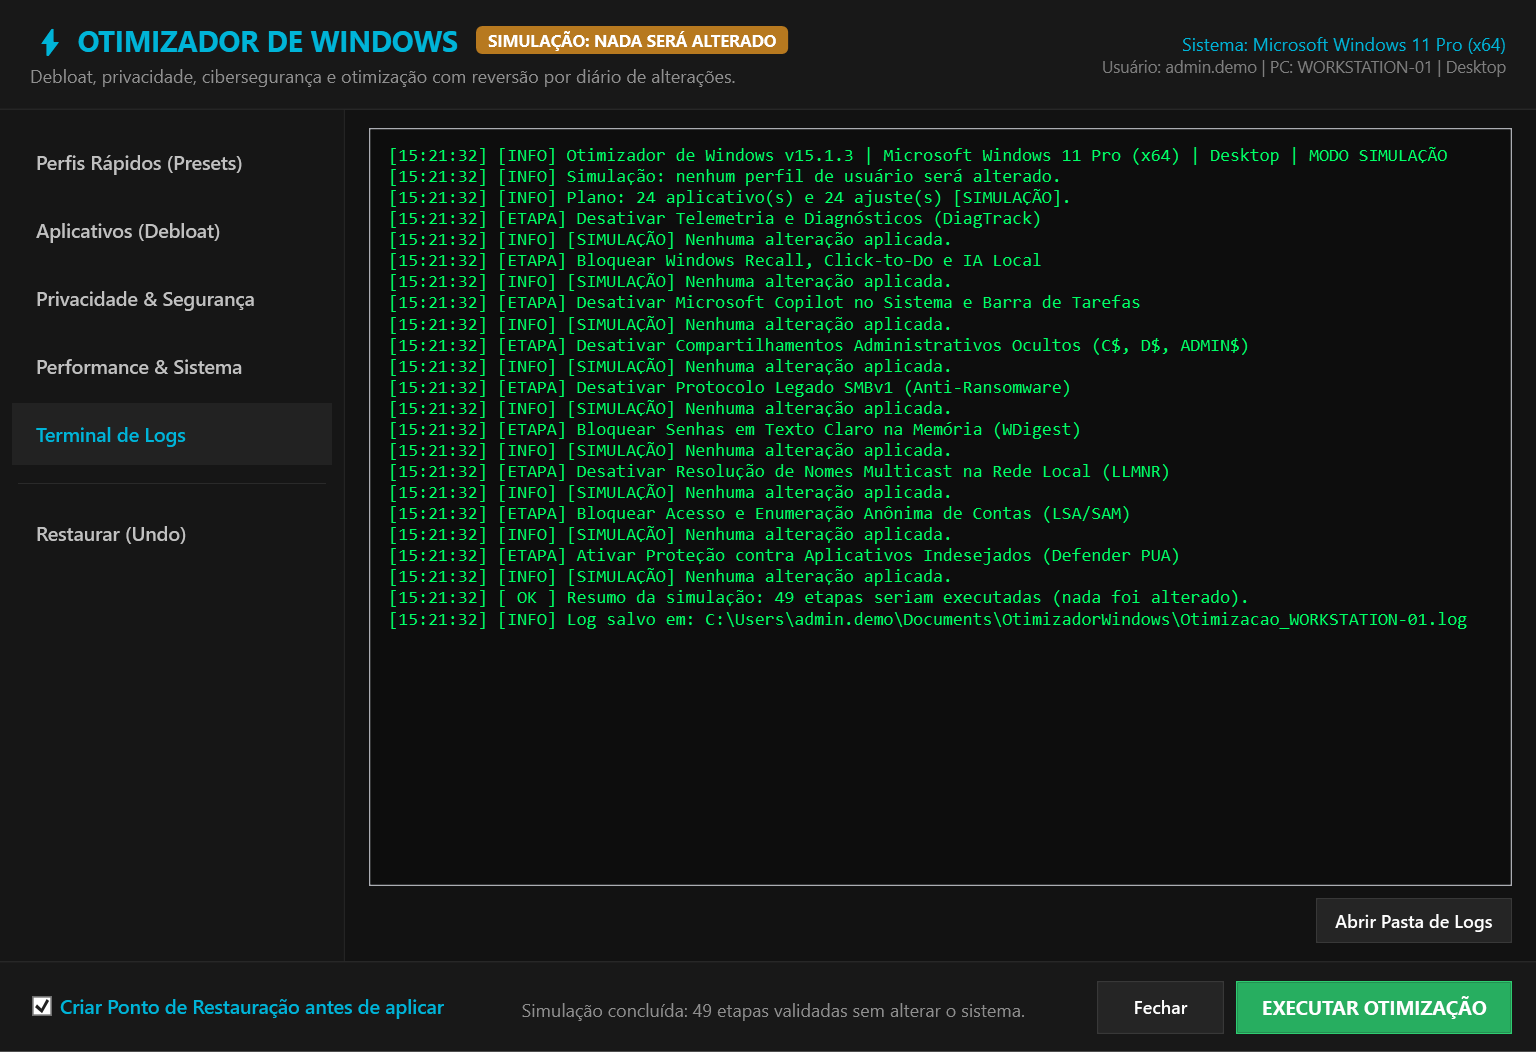 OTIMIZADOR DE WINDOWS
SIMULAÇÃO: NADA SERÁ ALTERADO
Debloat, privacidade, cibersegurança e otimização com reversão por diário de alterações.
Sistema: Microsoft Windows 11 Pro (x64)
Usuário: admin.demo | PC: WORKSTATION-01 | Desktop
Perfis Rápidos (Presets)
Aplicativos (Debloat)
Privacidade & Segurança
Performance & Sistema
Terminal de Logs
Restaurar (Undo)
[15:21:32] [INFO] Otimizador de Windows v15.1.3 | Microsoft Windows 11 Pro (x64) | Desktop | MODO SIMULAÇÃO
[15:21:32] [INFO] Simulação: nenhum perfil de usuário será alterado.
[15:21:32] [INFO] Plano: 24 aplicativo(s) e 24 ajuste(s) [SIMULAÇÃO].
[15:21:32] [ETAPA] Desativar Telemetria e Diagnósticos (DiagTrack)
[15:21:32] [INFO] [SIMULAÇÃO] Nenhuma alteração aplicada.
[15:21:32] [ETAPA] Bloquear Windows Recall, Click-to-Do e IA Local
[15:21:32] [INFO] [SIMULAÇÃO] Nenhuma alteração aplicada.
[15:21:32] [ETAPA] Desativar Microsoft Copilot no Sistema e Barra de Tarefas
[15:21:32] [INFO] [SIMULAÇÃO] Nenhuma alteração aplicada.
[15:21:32] [ETAPA] Desativar Compartilhamentos Administrativos Ocultos (C$, D$, ADMIN$)
[15:21:32] [INFO] [SIMULAÇÃO] Nenhuma alteração aplicada.
[15:21:32] [ETAPA] Desativar Protocolo Legado SMBv1 (Anti-Ransomware)
[15:21:32] [INFO] [SIMULAÇÃO] Nenhuma alteração aplicada.
[15:21:32] [ETAPA] Bloquear Senhas em Texto Claro na Memória (WDigest)
[15:21:32] [INFO] [SIMULAÇÃO] Nenhuma alteração aplicada.
[15:21:32] [ETAPA] Desativar Resolução de Nomes Multicast na Rede Local (LLMNR)
[15:21:32] [INFO] [SIMULAÇÃO] Nenhuma alteração aplicada.
[15:21:32] [ETAPA] Bloquear Acesso e Enumeração Anônima de Contas (LSA/SAM)
[15:21:32] [INFO] [SIMULAÇÃO] Nenhuma alteração aplicada.
[15:21:32] [ETAPA] Ativar Proteção contra Aplicativos Indesejados (Defender PUA)
[15:21:32] [INFO] [SIMULAÇÃO] Nenhuma alteração aplicada.
[15:21:32] [ OK ] Resumo da simulação: 49 etapas seriam executadas (nada foi alterado).
[15:21:32] [INFO] Log salvo em: C:\Users\admin.demo\Documents\OtimizadorWindows\Otimizacao_WORKSTATION-01.log
Abrir Pasta de Logs
Criar Ponto de Restauração antes de aplicar
Simulação concluída: 49 etapas validadas sem alterar o sistema.
Fechar
EXECUTAR OTIMIZAÇÃO